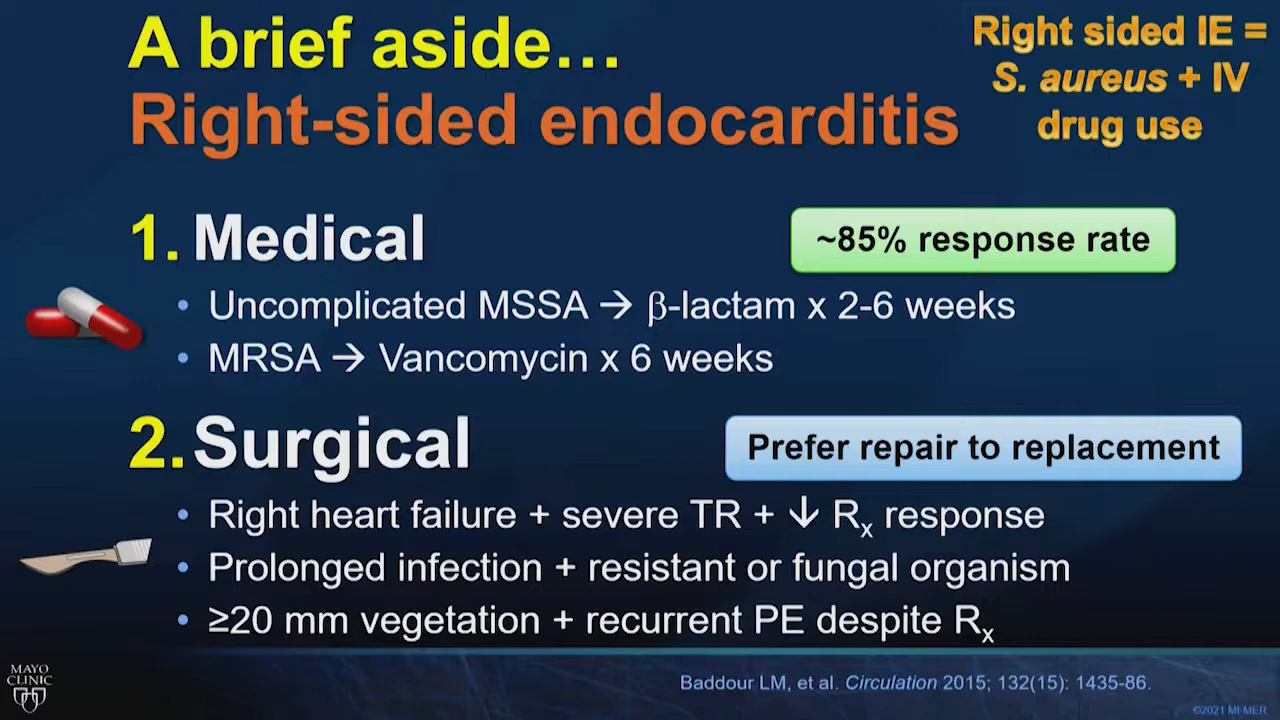 A brief aside…
Right-sided endocarditis
Right sided IE =
S. aureus + IV
drug use
1. Medical
~85% response rate
• Uncomplicated MSSA → β-lactam x 2-6 weeks
• MRSA → Vancomycin x 6 weeks
2. Surgical
Prefer repair to replacement
• Right heart failure + severe TR + ↓ Rx response
• Prolonged infection + resistant or fungal organism
• ≥20 mm vegetation + recurrent PE despite Rx
MAYO
CLINIC
Baddour LM, et al. Circulation 2015; 132(15): 1435-86.
©2021 MFMER